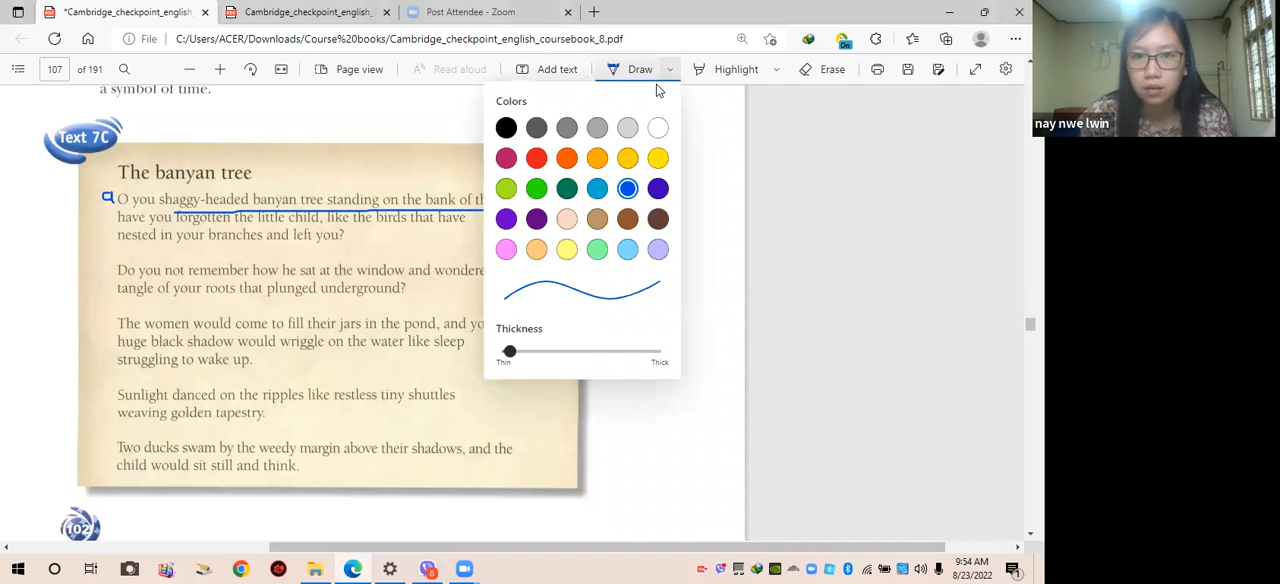 *Cambridge_checkpoint_english_
Cambridge_checkpoint_english_
Post Attendee - Zoom
File
C:/Users/ACER/Downloads/Course%20books/Cambridge_checkpoint_english_coursebook_8.pdf
On
107
of 191
Page view
Read aloud
Add text
Draw
Highlight
Erase
a symbol of time.
Colors
nay nwe lwin
Text 7C
The banyan tree
O you shaggy-headed banyan tree standing on the bank of
have you forgotten the little child, like the birds that have
nested in your branches and left you?
Do you not remember how he sat at the window and
tangle of your roots that plunged underground?
The women would come to fill their jars in the pond, and
huge black shadow would wriggle on the water like sleep
struggling to wake up.
Thickness
Thin
Thick
Sunlight danced on the ripples like restless tiny shuttles
weaving golden tapestry.
Two ducks swam by the weedy margin above their shadows, and the
child would sit still and think.
102
8
9:54 AM
8/23/2022
1